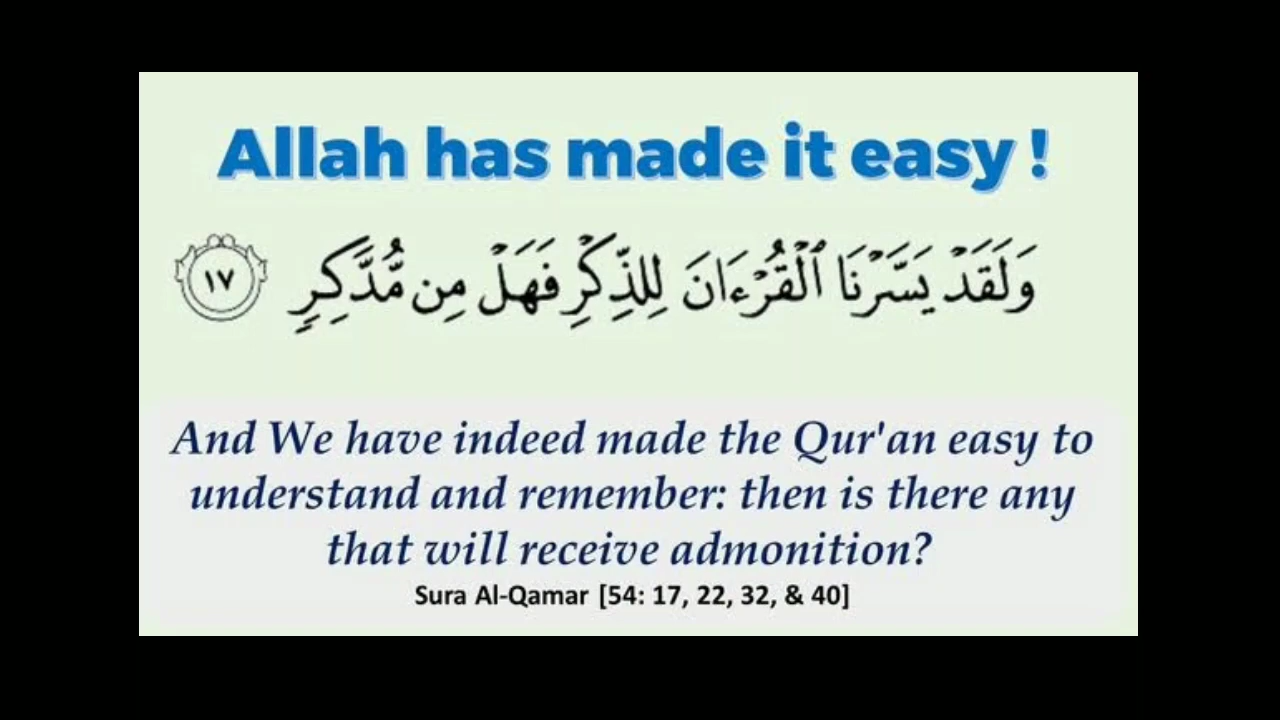 Allah has made it easy !
وَلَقَدۡ يَسَّرۡنَا ٱلۡقُرۡءَانَ لِلذِّكۡرِ فَهَلۡ مِن مُّدَّكِرٖ ١٧
And We have indeed made the Qur'an easy to
understand and remember: then is there any
that will receive admonition?
Sura Al-Qamar [54: 17, 22, 32, & 40]